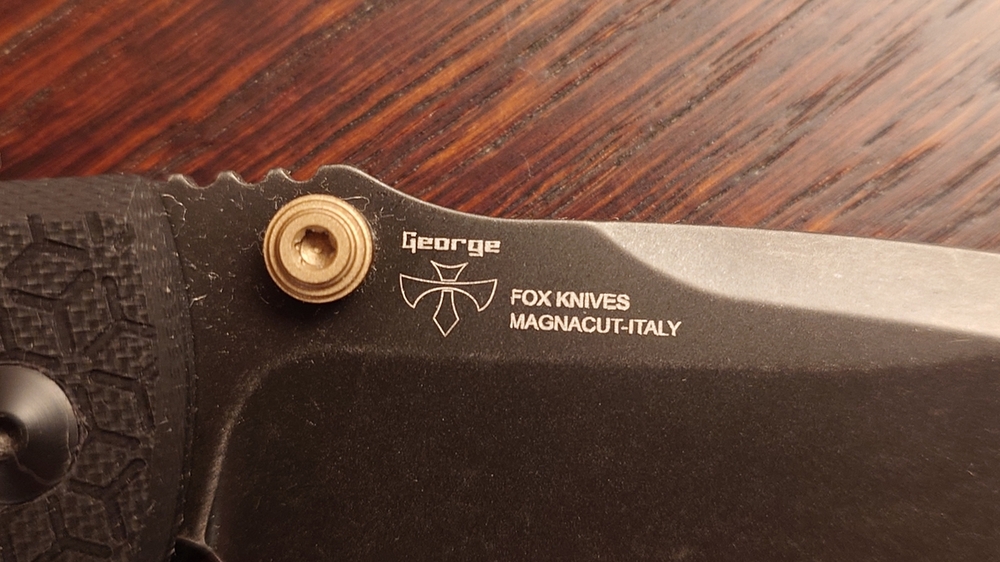 George
FOX KNIVES
MAGNACUT-ITALY